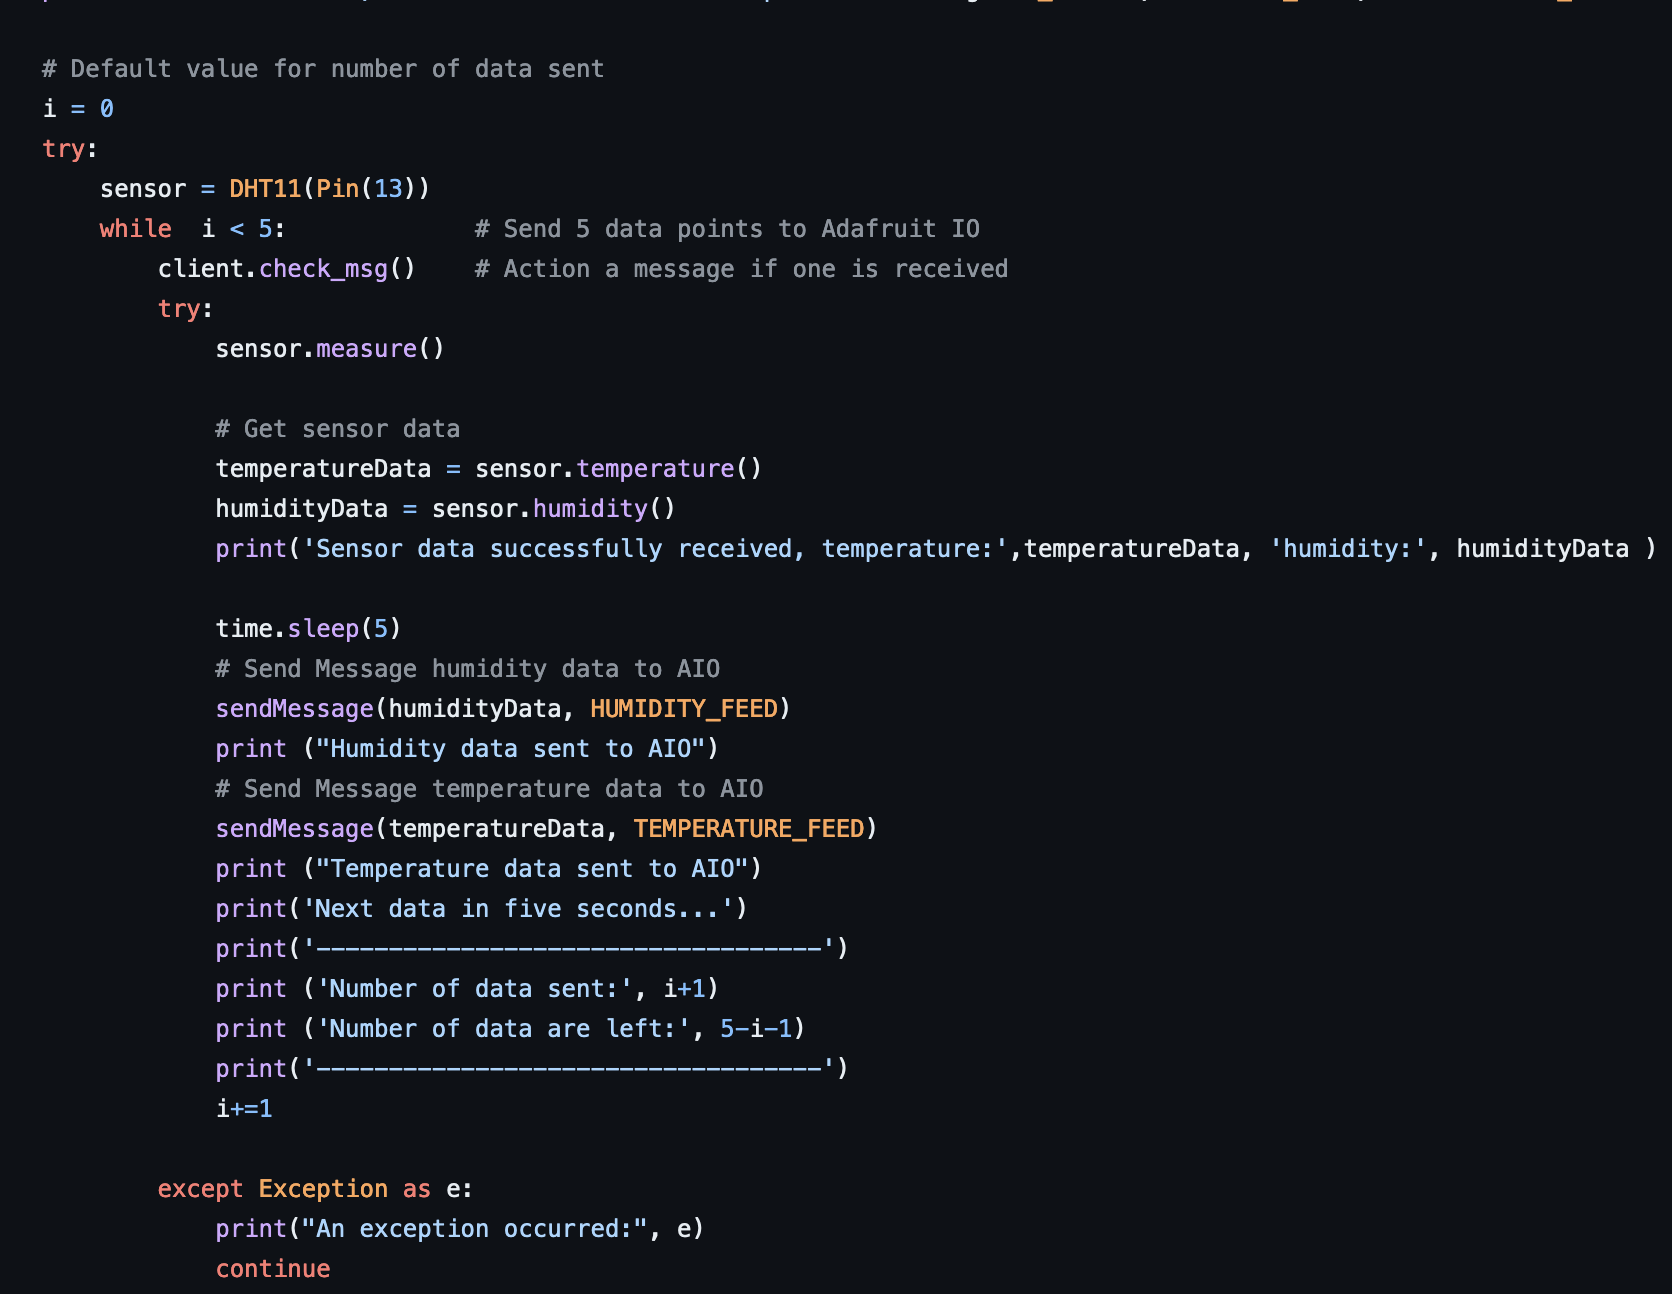 # Default value for number of data sent
i = 0
try:
    sensor = DHT11(Pin(13))
    while  i < 5:             # Send 5 data points to Adafruit IO
        client.check_msg()    # Action a message if one is received
        try:
            sensor.measure()

            # Get sensor data
            temperatureData = sensor.temperature()
            humidityData = sensor.humidity()
            print('Sensor data successfully received, temperature:',temperatureData, 'humidity:', humidityData )

            time.sleep(5)
            # Send Message humidity data to AIO
            sendMessage(humidityData, HUMIDITY_FEED)
            print ("Humidity data sent to AIO")
            # Send Message temperature data to AIO
            sendMessage(temperatureData, TEMPERATURE_FEED)
            print ("Temperature data sent to AIO")
            print('Next data in five seconds...')
            print('-----------------------------------')
            print ('Number of data sent:', i+1)
            print ('Number of data are left:', 5-i-1)
            print('-----------------------------------')
            i+=1

        except Exception as e:
            print("An exception occurred:", e)
            continue